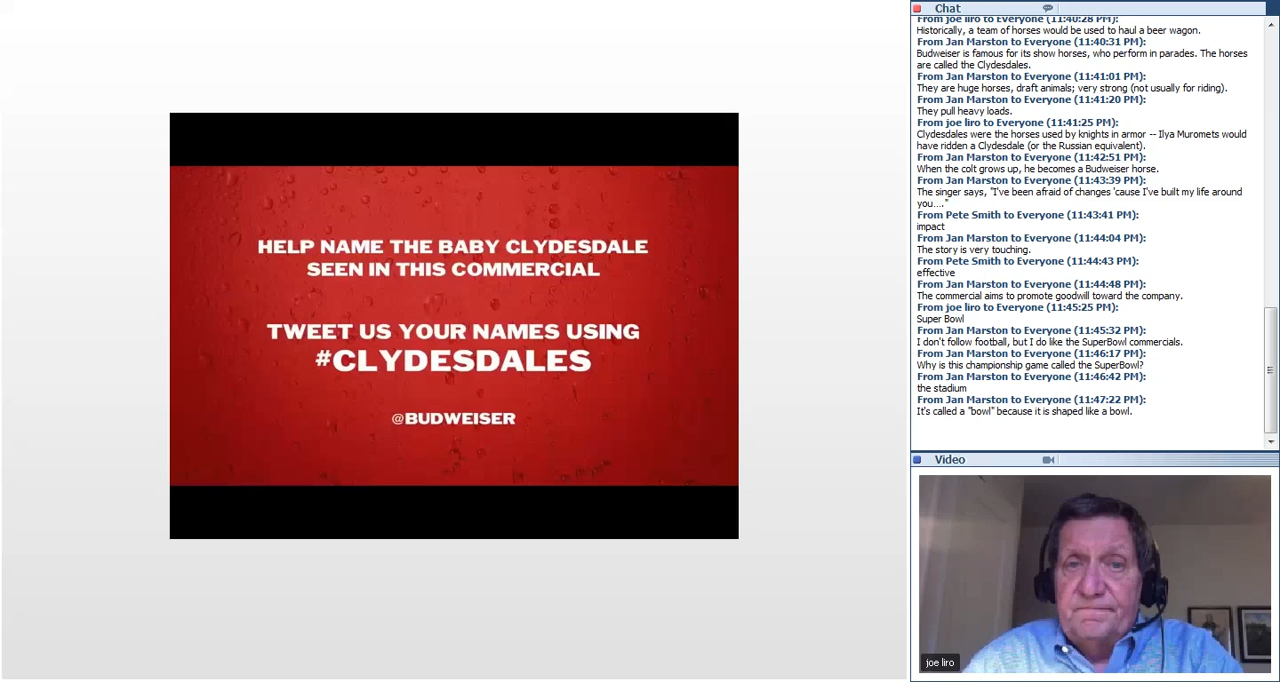 HELP NAME THE BABY CLYDESDALE
SEEN IN THIS COMMERCIAL
TWEET US YOUR NAMES USING
#CLYDESDALES
@BUDWEISER
Chat
From joe liro to Everyone (11:40:28 PM):
Historically, a team of horses would be used to haul a beer wagon.
From Jan Marston to Everyone (11:40:31 PM):
Budweiser is famous for its show horses, who perform in parades. The horses
are called the Clydesdales.
From Jan Marston to Everyone (11:41:01 PM):
They are huge horses, draft animals; very strong (not usually for riding).
From Jan Marston to Everyone (11:41:20 PM):
They pull heavy loads.
From joe liro to Everyone (11:41:25 PM):
Clydesdales were the horses used by knights in armor -- Ilya Muromets would
have ridden a Clydesdale (or the Russian equivalent).
From Jan Marston to Everyone (11:42:51 PM):
When the colt grows up, he becomes a Budweiser horse.
From Jan Marston to Everyone (11:43:39 PM):
The singer says, "I've been afraid of changes 'cause I've built my life around
you...."
From Pete Smith to Everyone (11:43:41 PM):
impact
From Jan Marston to Everyone (11:44:04 PM):
The story is very touching.
From Pete Smith to Everyone (11:44:43 PM):
effective
From Jan Marston to Everyone (11:44:48 PM):
The commercial aims to promote goodwill toward the company.
From joe liro to Everyone (11:45:25 PM):
Super Bowl
From Jan Marston to Everyone (11:45:32 PM):
I don't follow football, but I do like the SuperBowl commercials.
From Jan Marston to Everyone (11:46:17 PM):
Why is this championship game called the SuperBowl?
From Jan Marston to Everyone (11:46:42 PM):
the stadium
From Jan Marston to Everyone (11:47:22 PM):
It's called a "bowl" because it is shaped like a bowl.
Video
joe liro